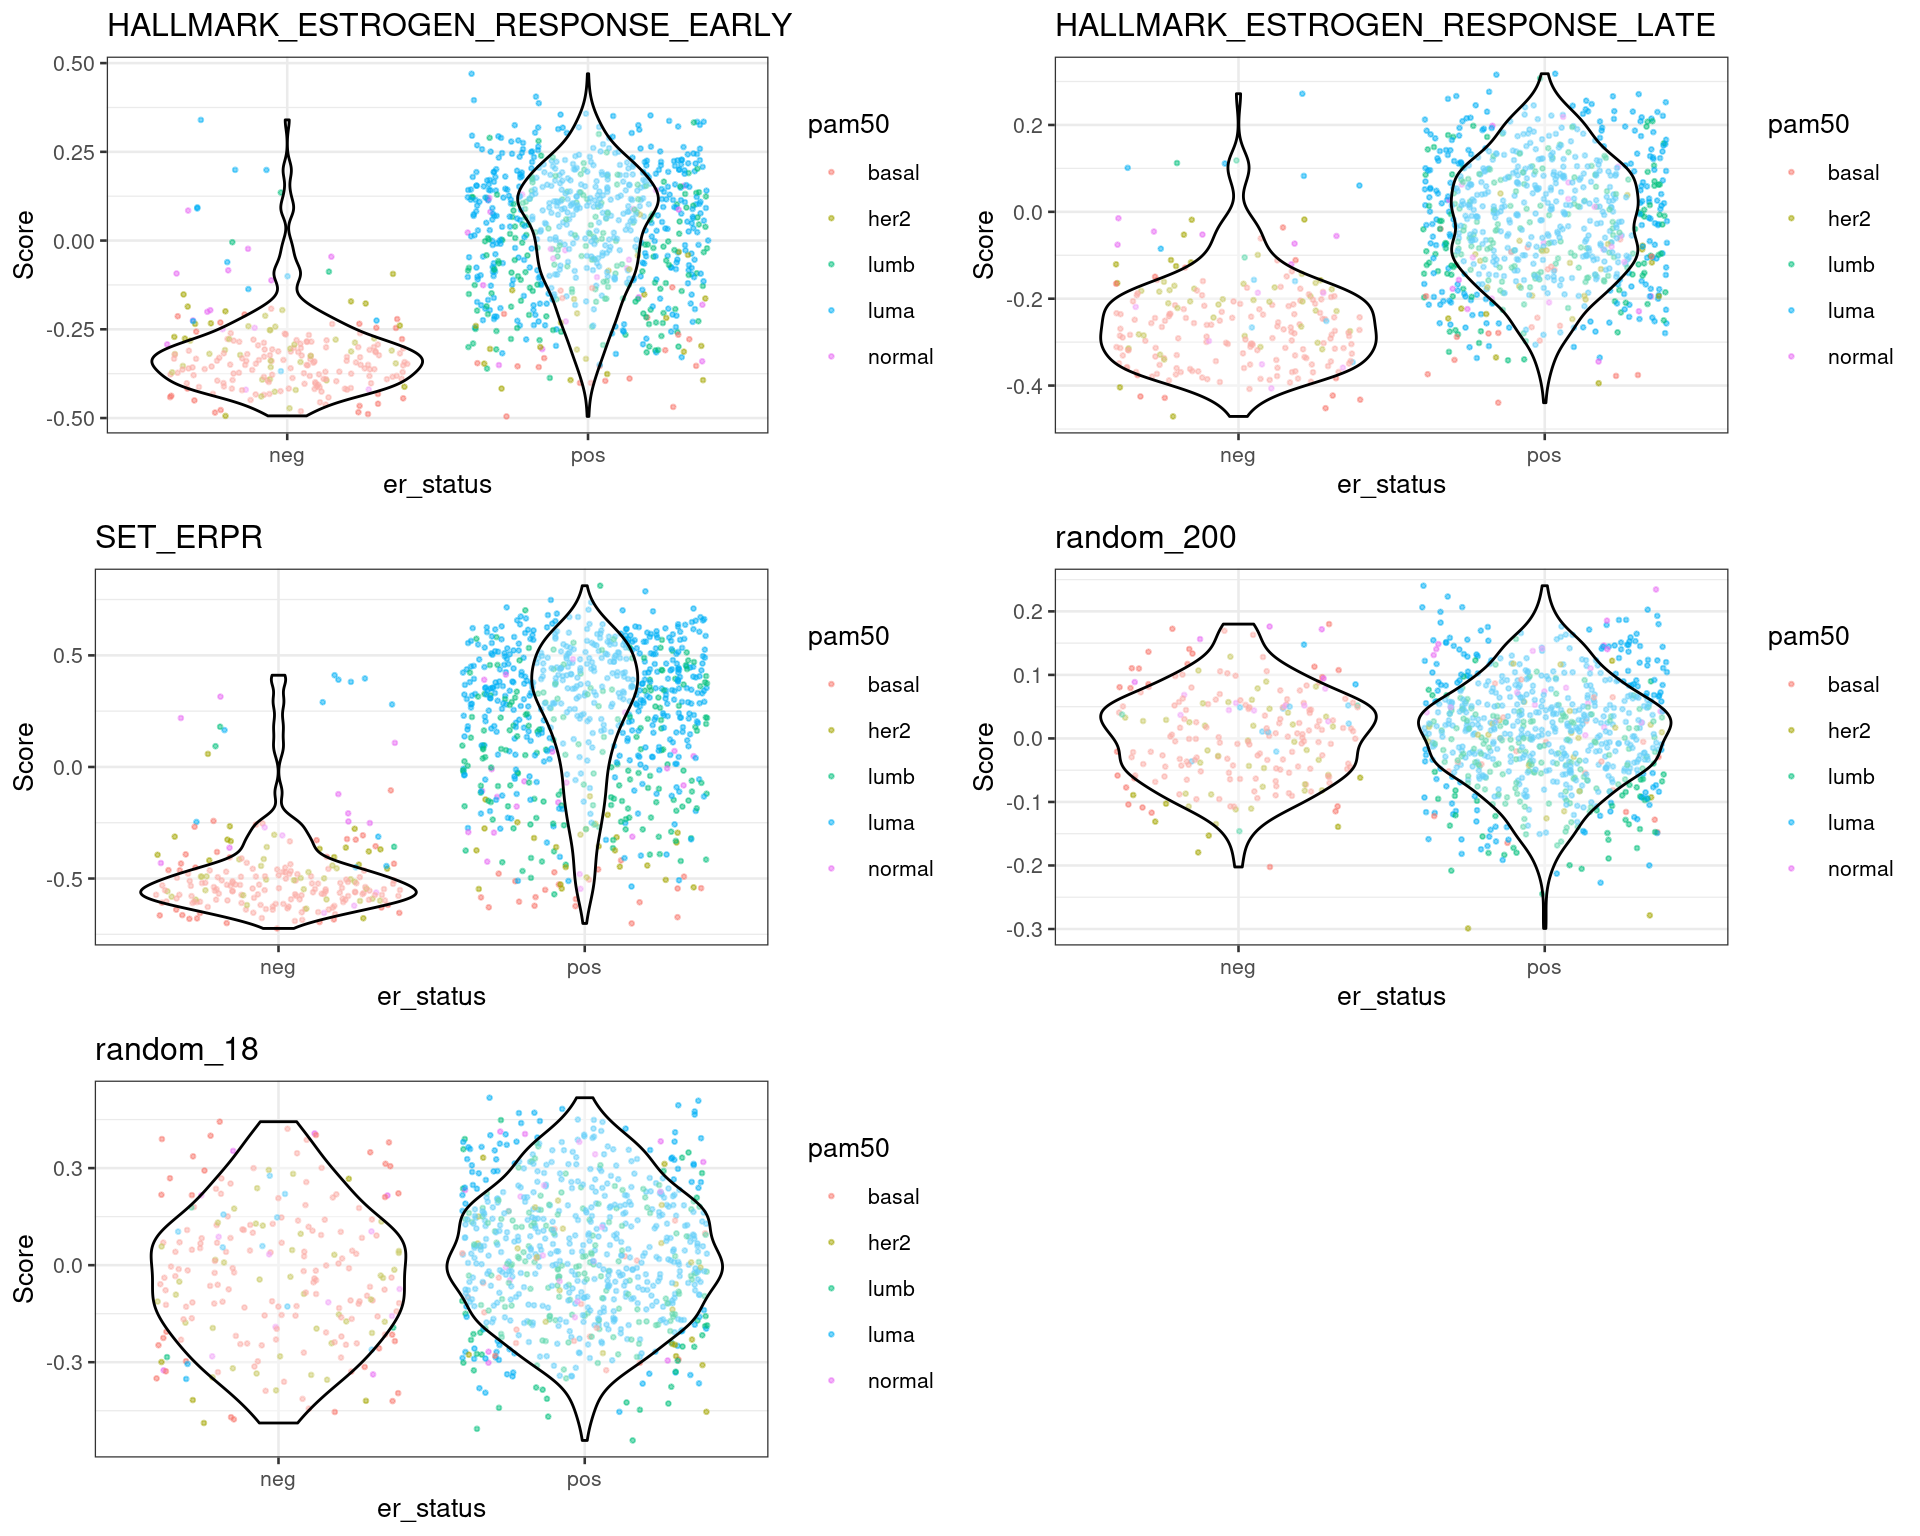 HALLMARK_ESTROGEN_RESPONSE_EARLY
0.50
0.25
0.00
-0.25
-0.50
Score
neg
pos
er_status
pam50
basal
her2
lumb
luma
normal
HALLMARK_ESTROGEN_RESPONSE_LATE
0.2
0.0
-0.2
-0.4
Score
neg
pos
er_status
pam50
basal
her2
lumb
luma
normal
SET_ERPR
0.5
0.0
-0.5
Score
neg
pos
er_status
pam50
basal
her2
lumb
luma
normal
random_200
0.2
0.1
0.0
-0.1
-0.2
-0.3
Score
neg
pos
er_status
pam50
basal
her2
lumb
luma
normal
random_18
0.3
0.0
-0.3
Score
neg
pos
er_status
pam50
basal
her2
lumb
luma
normal